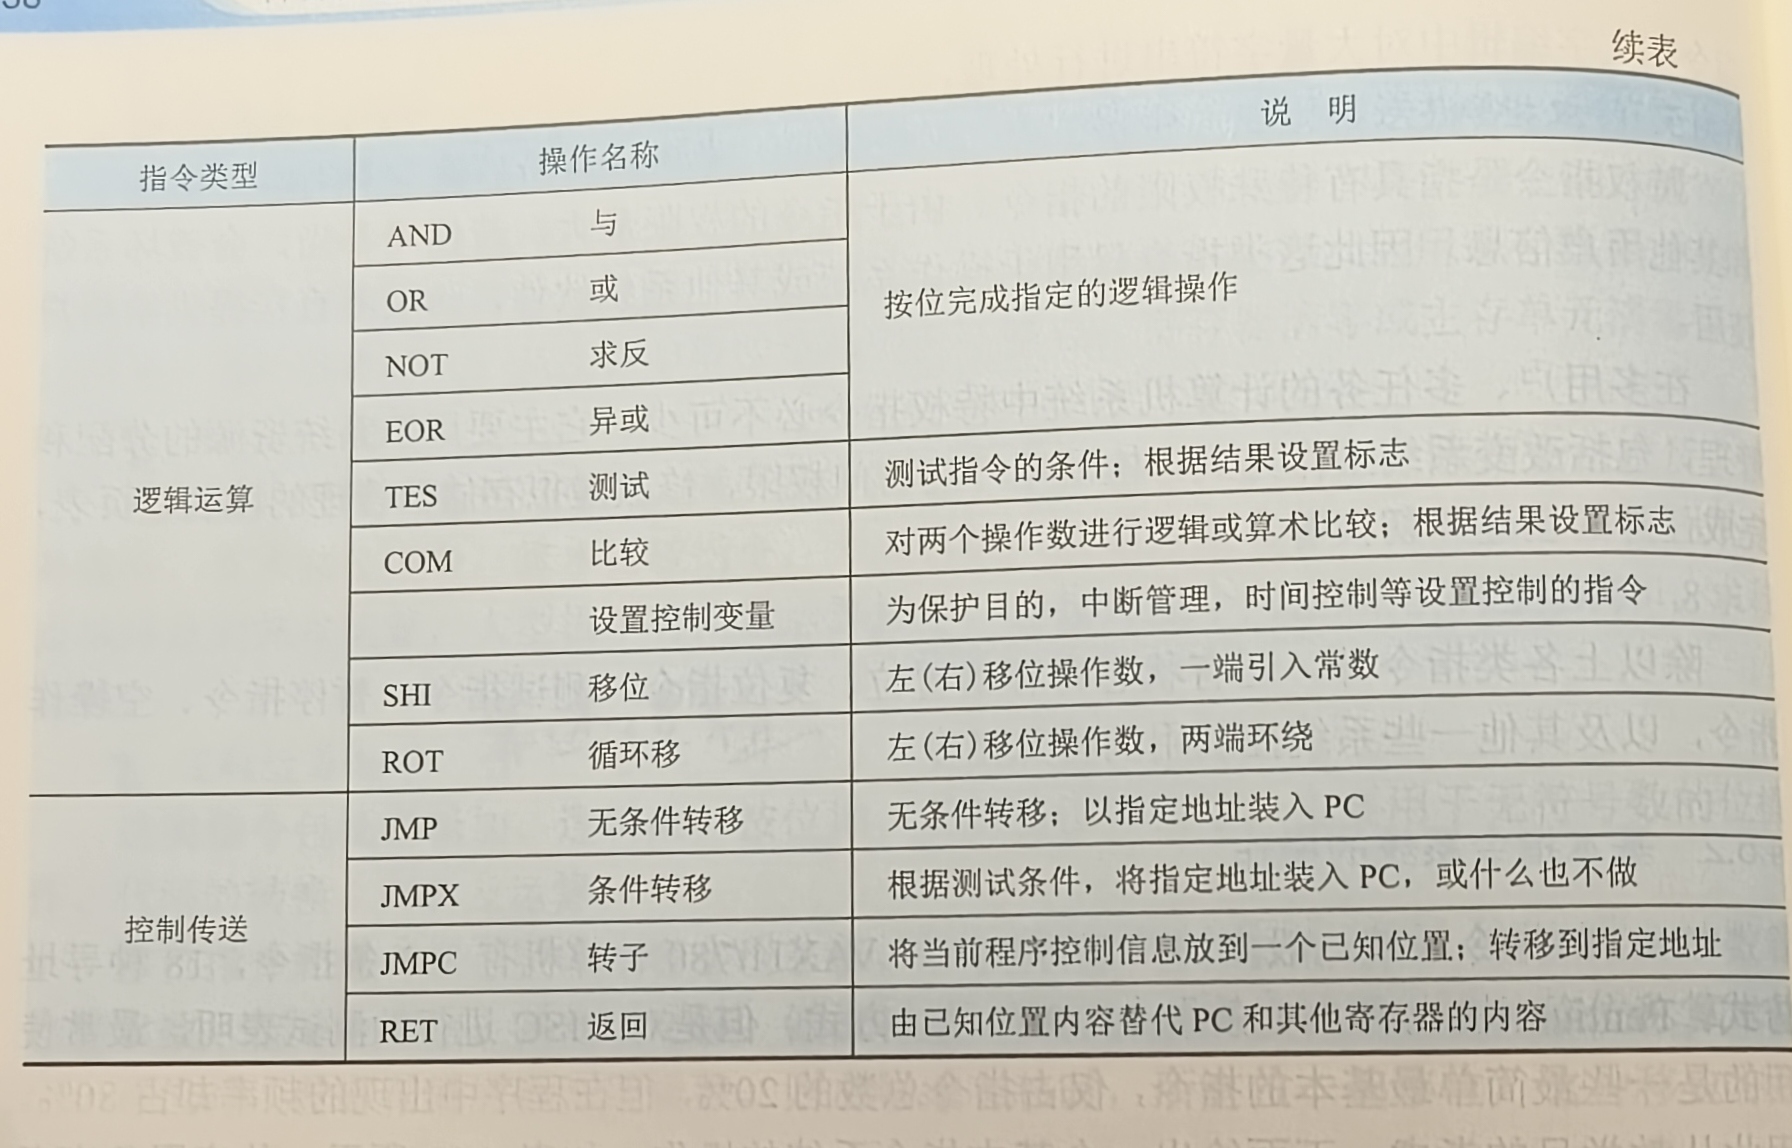 续表
指令类型 操作名称 说 明
逻辑运算
AND 与
OR 或
NOT 求反
EOR 异或
按位完成指定的逻辑操作
TES 测试 测试指令的条件；根据结果设置标志
COM 比较 对两个操作数进行逻辑或算术比较；根据结果设置标志
设置控制变量 为保护目的，中断管理，时间控制等设置控制的指令
SHI 移位 左(右)移位操作数，一端引入常数
ROT 循环移 左(右)移位操作数，两端环绕
控制传送
JMP 无条件转移 无条件转移；以指定地址装入 PC
JMPX 条件转移 根据测试条件，将指定地址装入 PC，或什么也不做
JMPC 转子 将当前程序控制信息放到一个已知位置；转移到指定地址
RET 返回 由已知位置内容替代 PC 和其他寄存器的内容